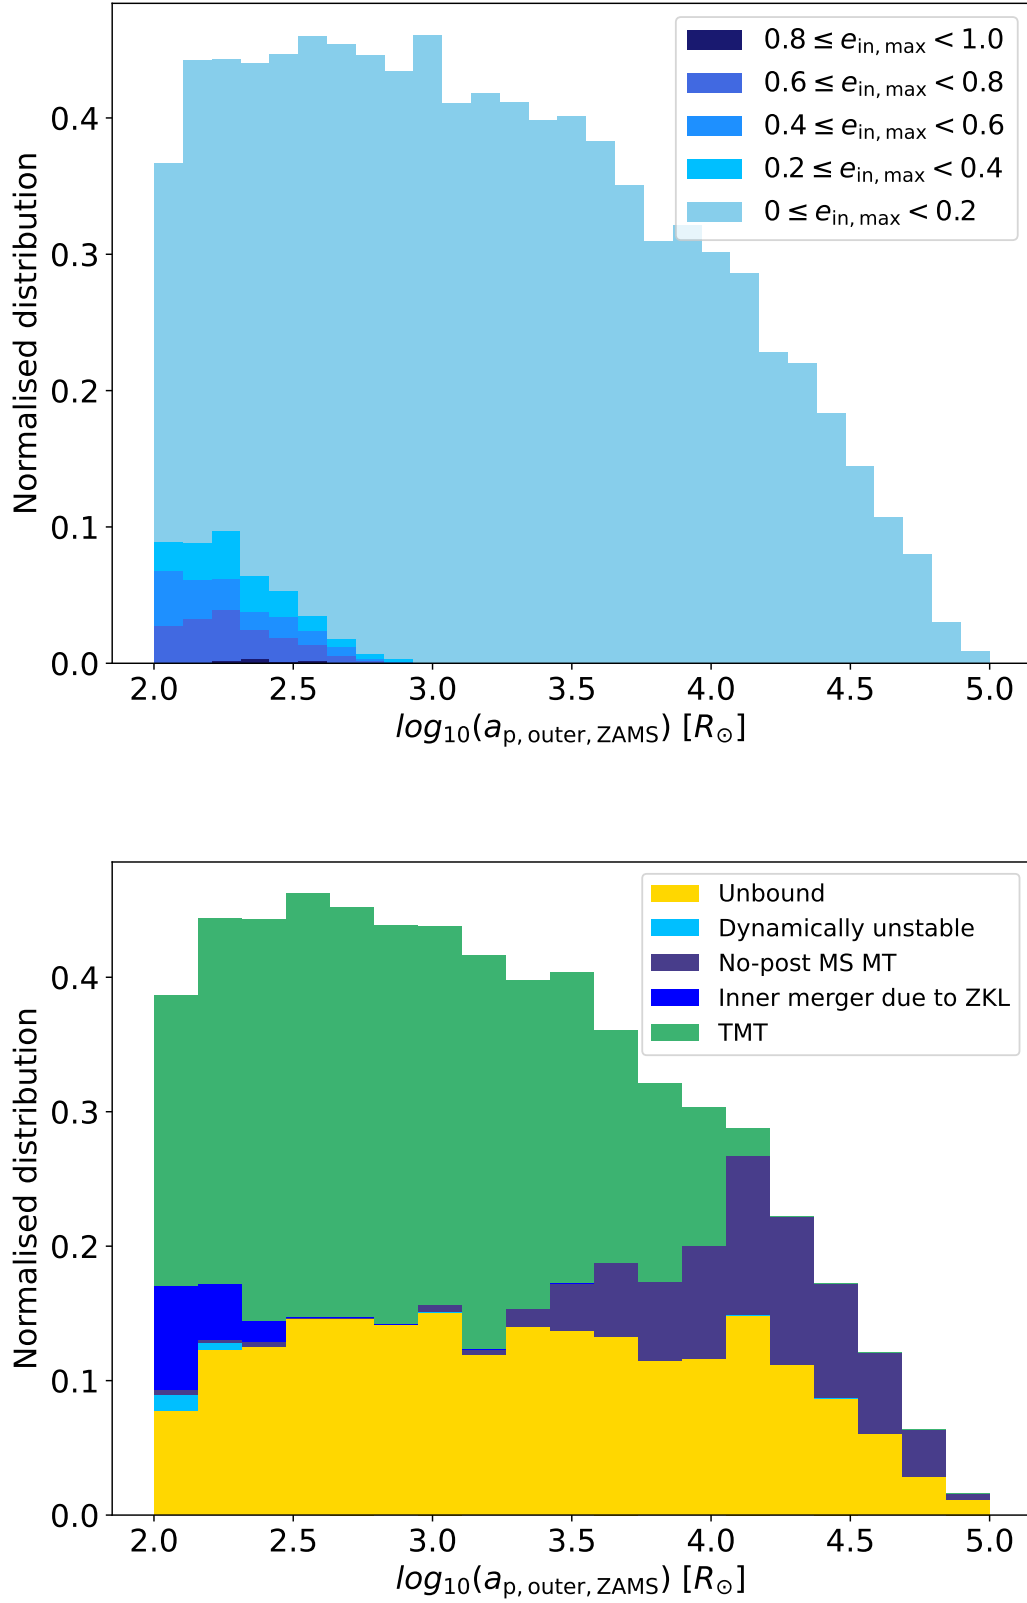 0.8 ≤ e_in, max < 1.0
0.6 ≤ e_in, max < 0.8
0.4 ≤ e_in, max < 0.6
0.2 ≤ e_in, max < 0.4
0 ≤ e_in, max < 0.2
Normalised distribution
0.4
0.3
0.2
0.1
0.0
2.0 2.5 3.0 3.5 4.0 4.5 5.0
log₁₀(a_p, outer, ZAMS) [R_⊙]
Unbound
Dynamically unstable
No-post MS MT
Inner merger due to ZKL
TMT
Normalised distribution
0.4
0.3
0.2
0.1
0.0
2.0 2.5 3.0 3.5 4.0 4.5 5.0
log₁₀(a_p, outer, ZAMS) [R_⊙]